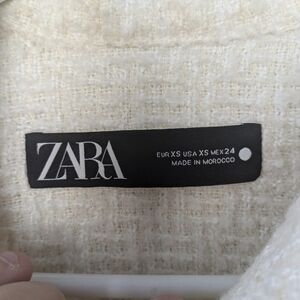 ZARA
EUR XS USA XS MEX 24
MADE IN MOROCCO